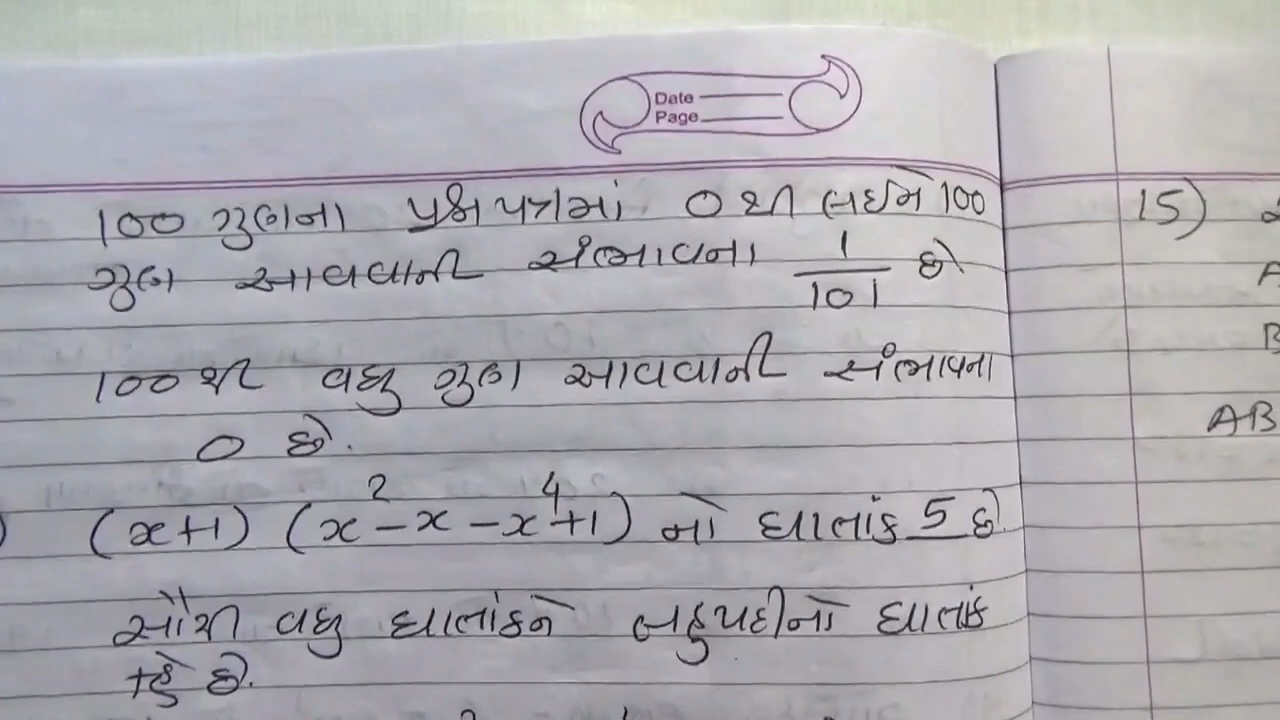 Date
Page
100 ગુણના પ્રશ્નપત્રમાં 0 થી લઇને 100
ગુણ આવવાની સંભાવના 1/101 છે
100 થી વધુ ગુણ આવવાની સંભાવના
0 છે.
) (x+1) (x² - x - x⁴ + 1) નો ઘાતાંક 5 છે.
સૌથી વધુ ઘાતાંકને બહુપદીનો ઘાતાંક
કહે છે.
15)
A
B
AB